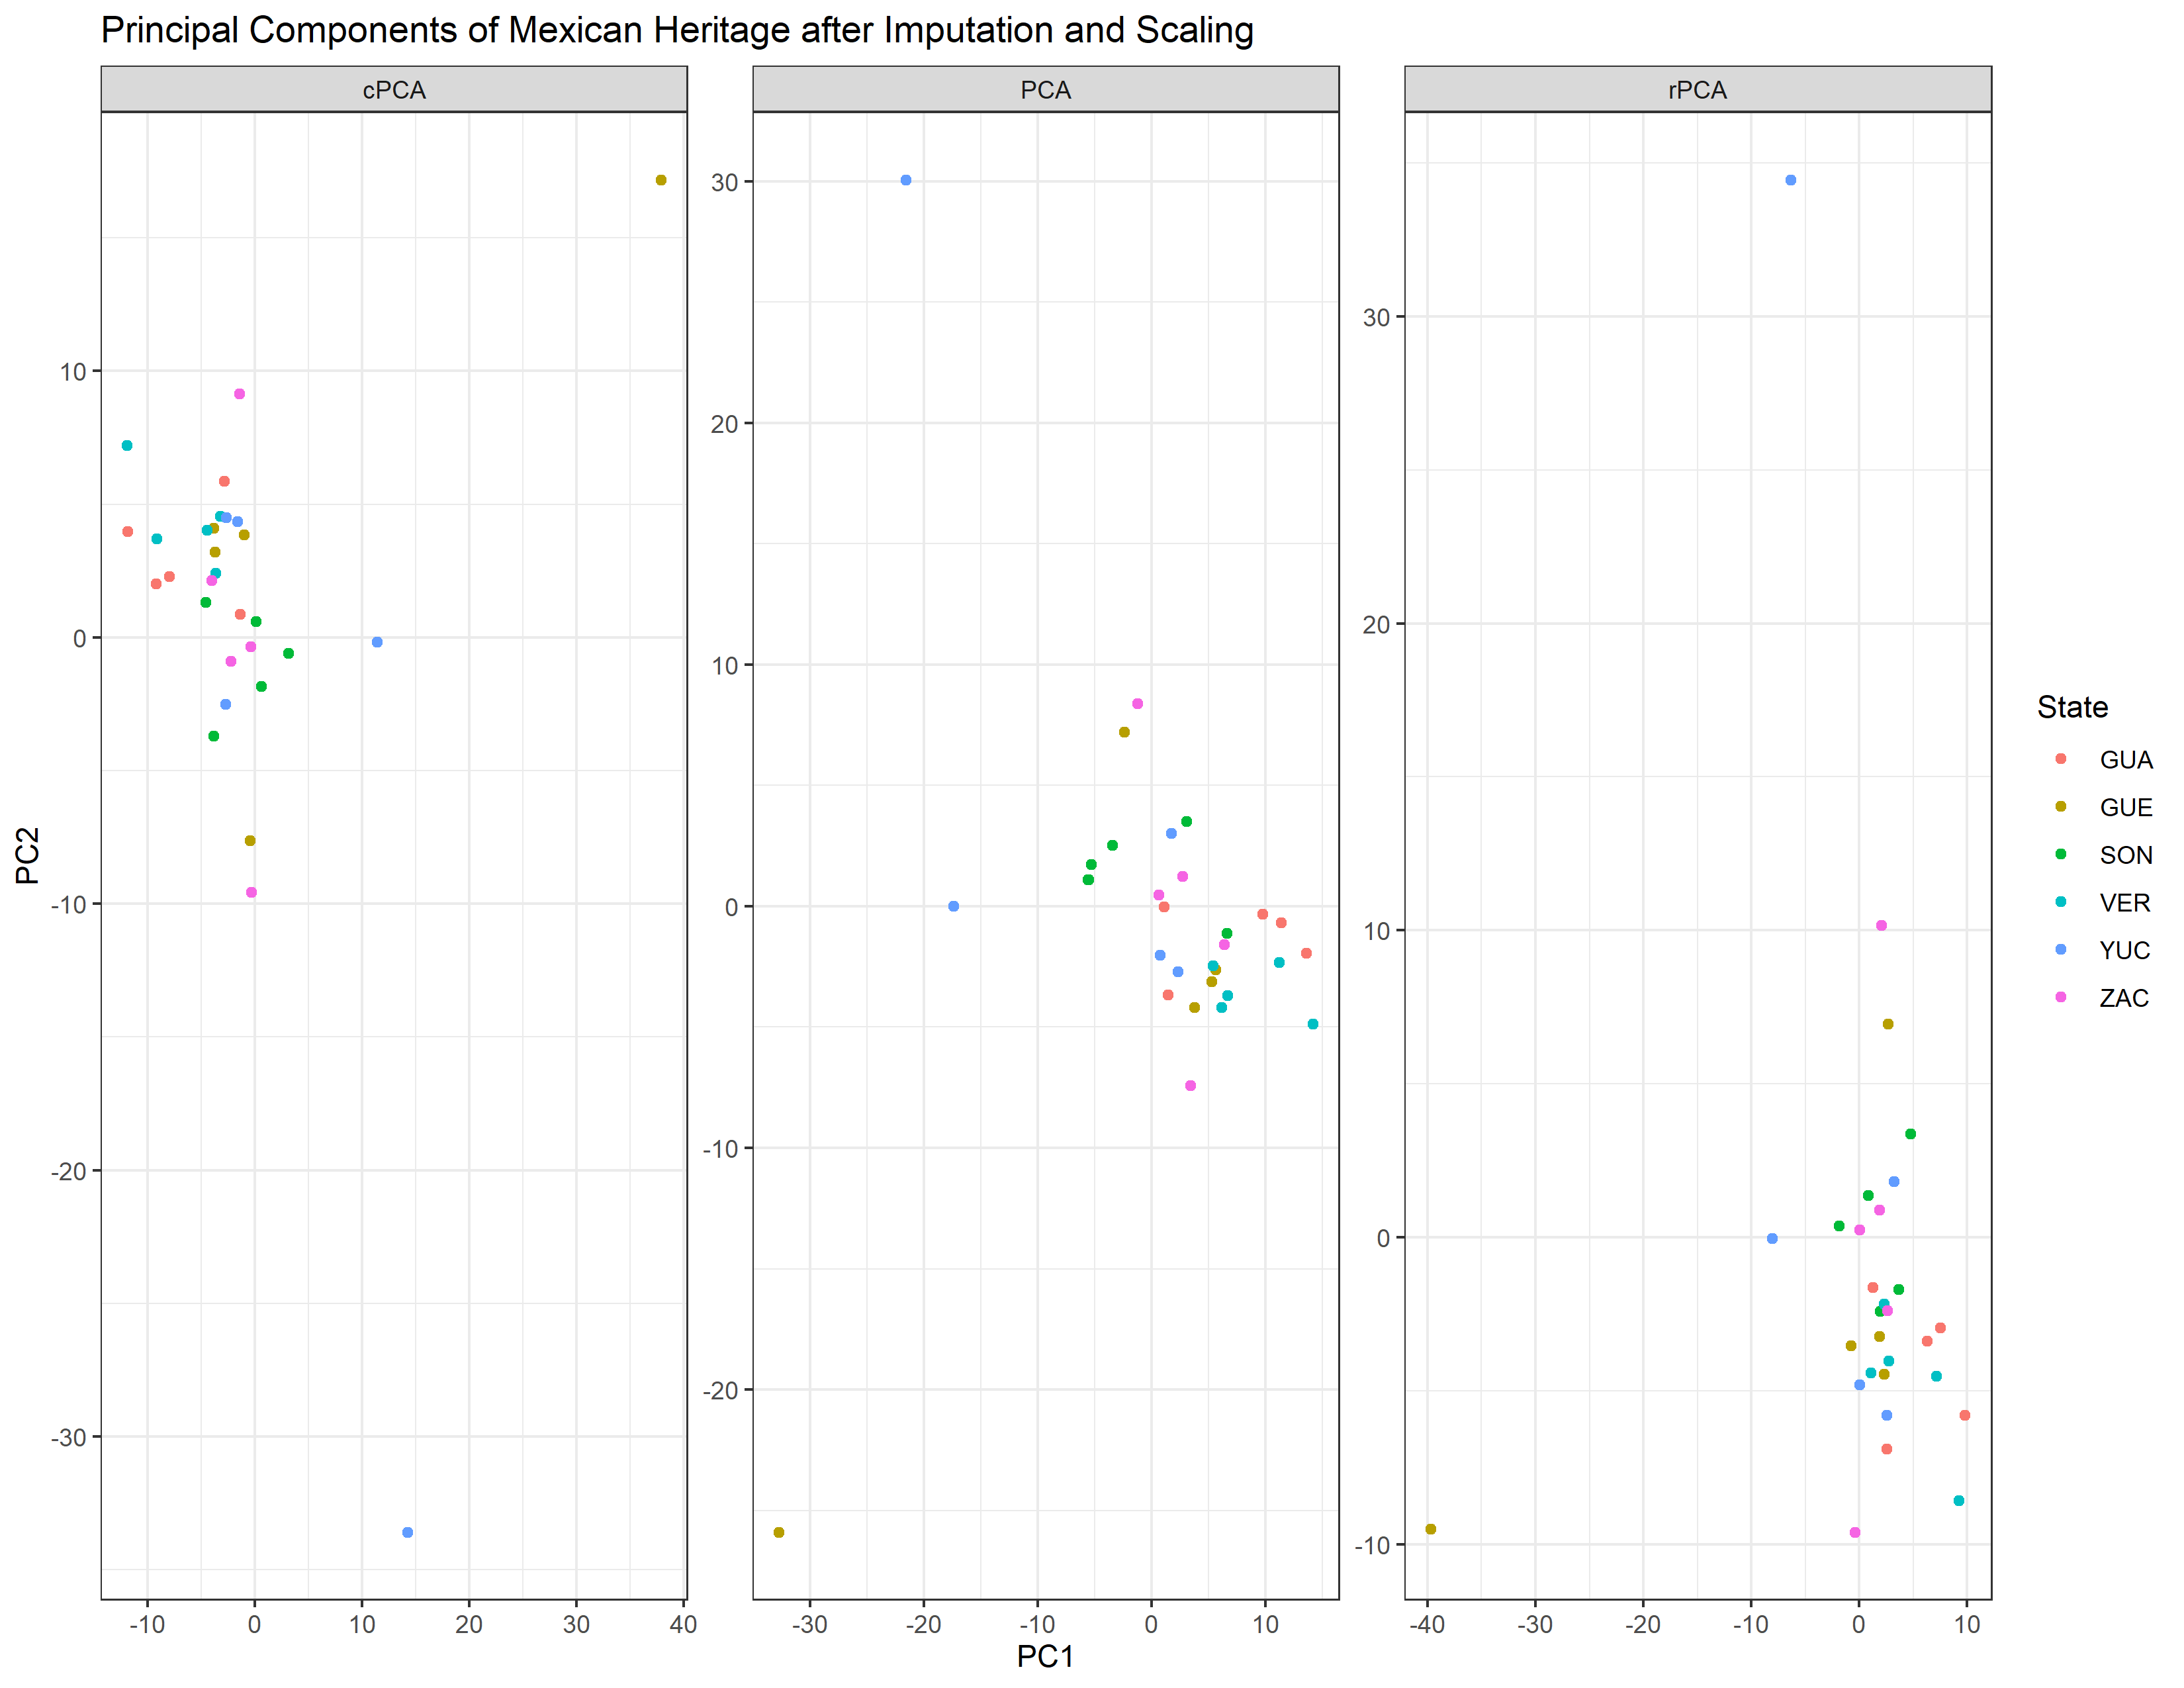 Principal Components of Mexican Heritage after Imputation and Scaling
cPCA
PCA
rPCA
PC2
10
0
-10
-20
-30
30
20
10
0
-10
-20
30
20
10
0
-10
-10 0 10 20 30 40
-30 -20 -10 0 10
-40 -30 -20 -10 0 10
PC1
State
GUA
GUE
SON
VER
YUC
ZAC